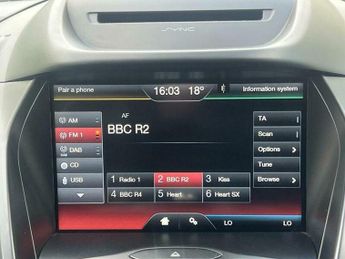 SYNC
Pair a phone 16:03 18° Information system
AM
AF
TA
FM 1
BBC R2
Scan
DAB
Options
CD
Tune
USB
1 Radio 1 2 BBC R2 3 Kiss
Browse
4 BBC R4 5 Heart 6 Heart SX
LO LO